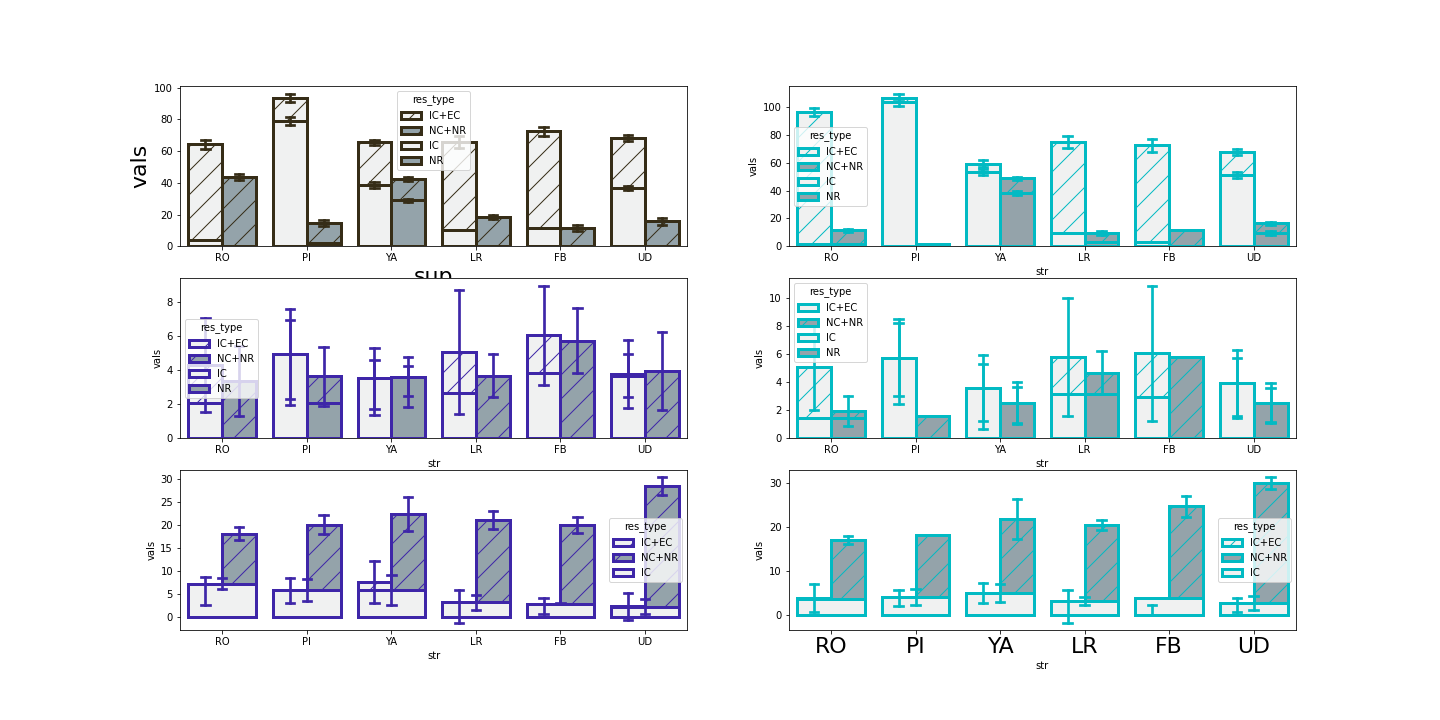 100
80
60
40
20
0
vals
res_type
IC+EC
NC+NR
IC
NR
RO PI YA LR FB UD
sup
100
80
60
40
20
0
vals
res_type
IC+EC
NC+NR
IC
NR
RO PI YA LR FB UD
str
8
6
4
2
0
vals
res_type
IC+EC
NC+NR
IC
NR
RO PI YA LR FB UD
str
10
8
6
4
2
0
vals
res_type
IC+EC
NC+NR
IC
NR
RO PI YA LR FB UD
str
30
25
20
15
10
5
0
vals
res_type
IC+EC
NC+NR
IC
RO PI YA LR FB UD
str
30
20
10
0
vals
res_type
IC+EC
NC+NR
IC
RO PI YA LR FB UD
str